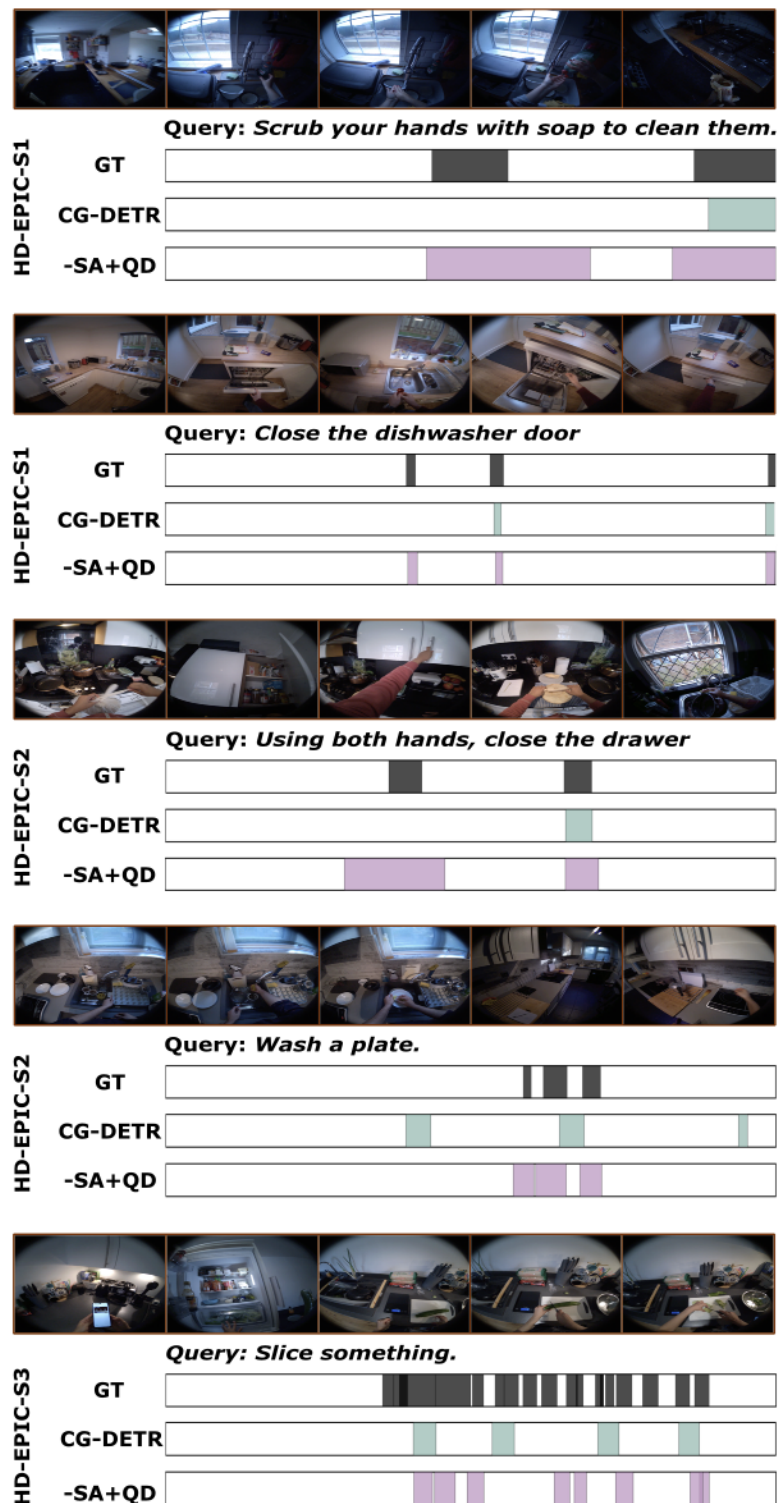 Query: Scrub your hands with soap to clean them.
HD-EPIC-S1
GT
CG-DETR
-SA+QD
Query: Close the dishwasher door
HD-EPIC-S1
GT
CG-DETR
-SA+QD
Query: Using both hands, close the drawer
HD-EPIC-S2
GT
CG-DETR
-SA+QD
Query: Wash a plate.
HD-EPIC-S2
GT
CG-DETR
-SA+QD
Query: Slice something.
HD-EPIC-S3
GT
CG-DETR
-SA+QD